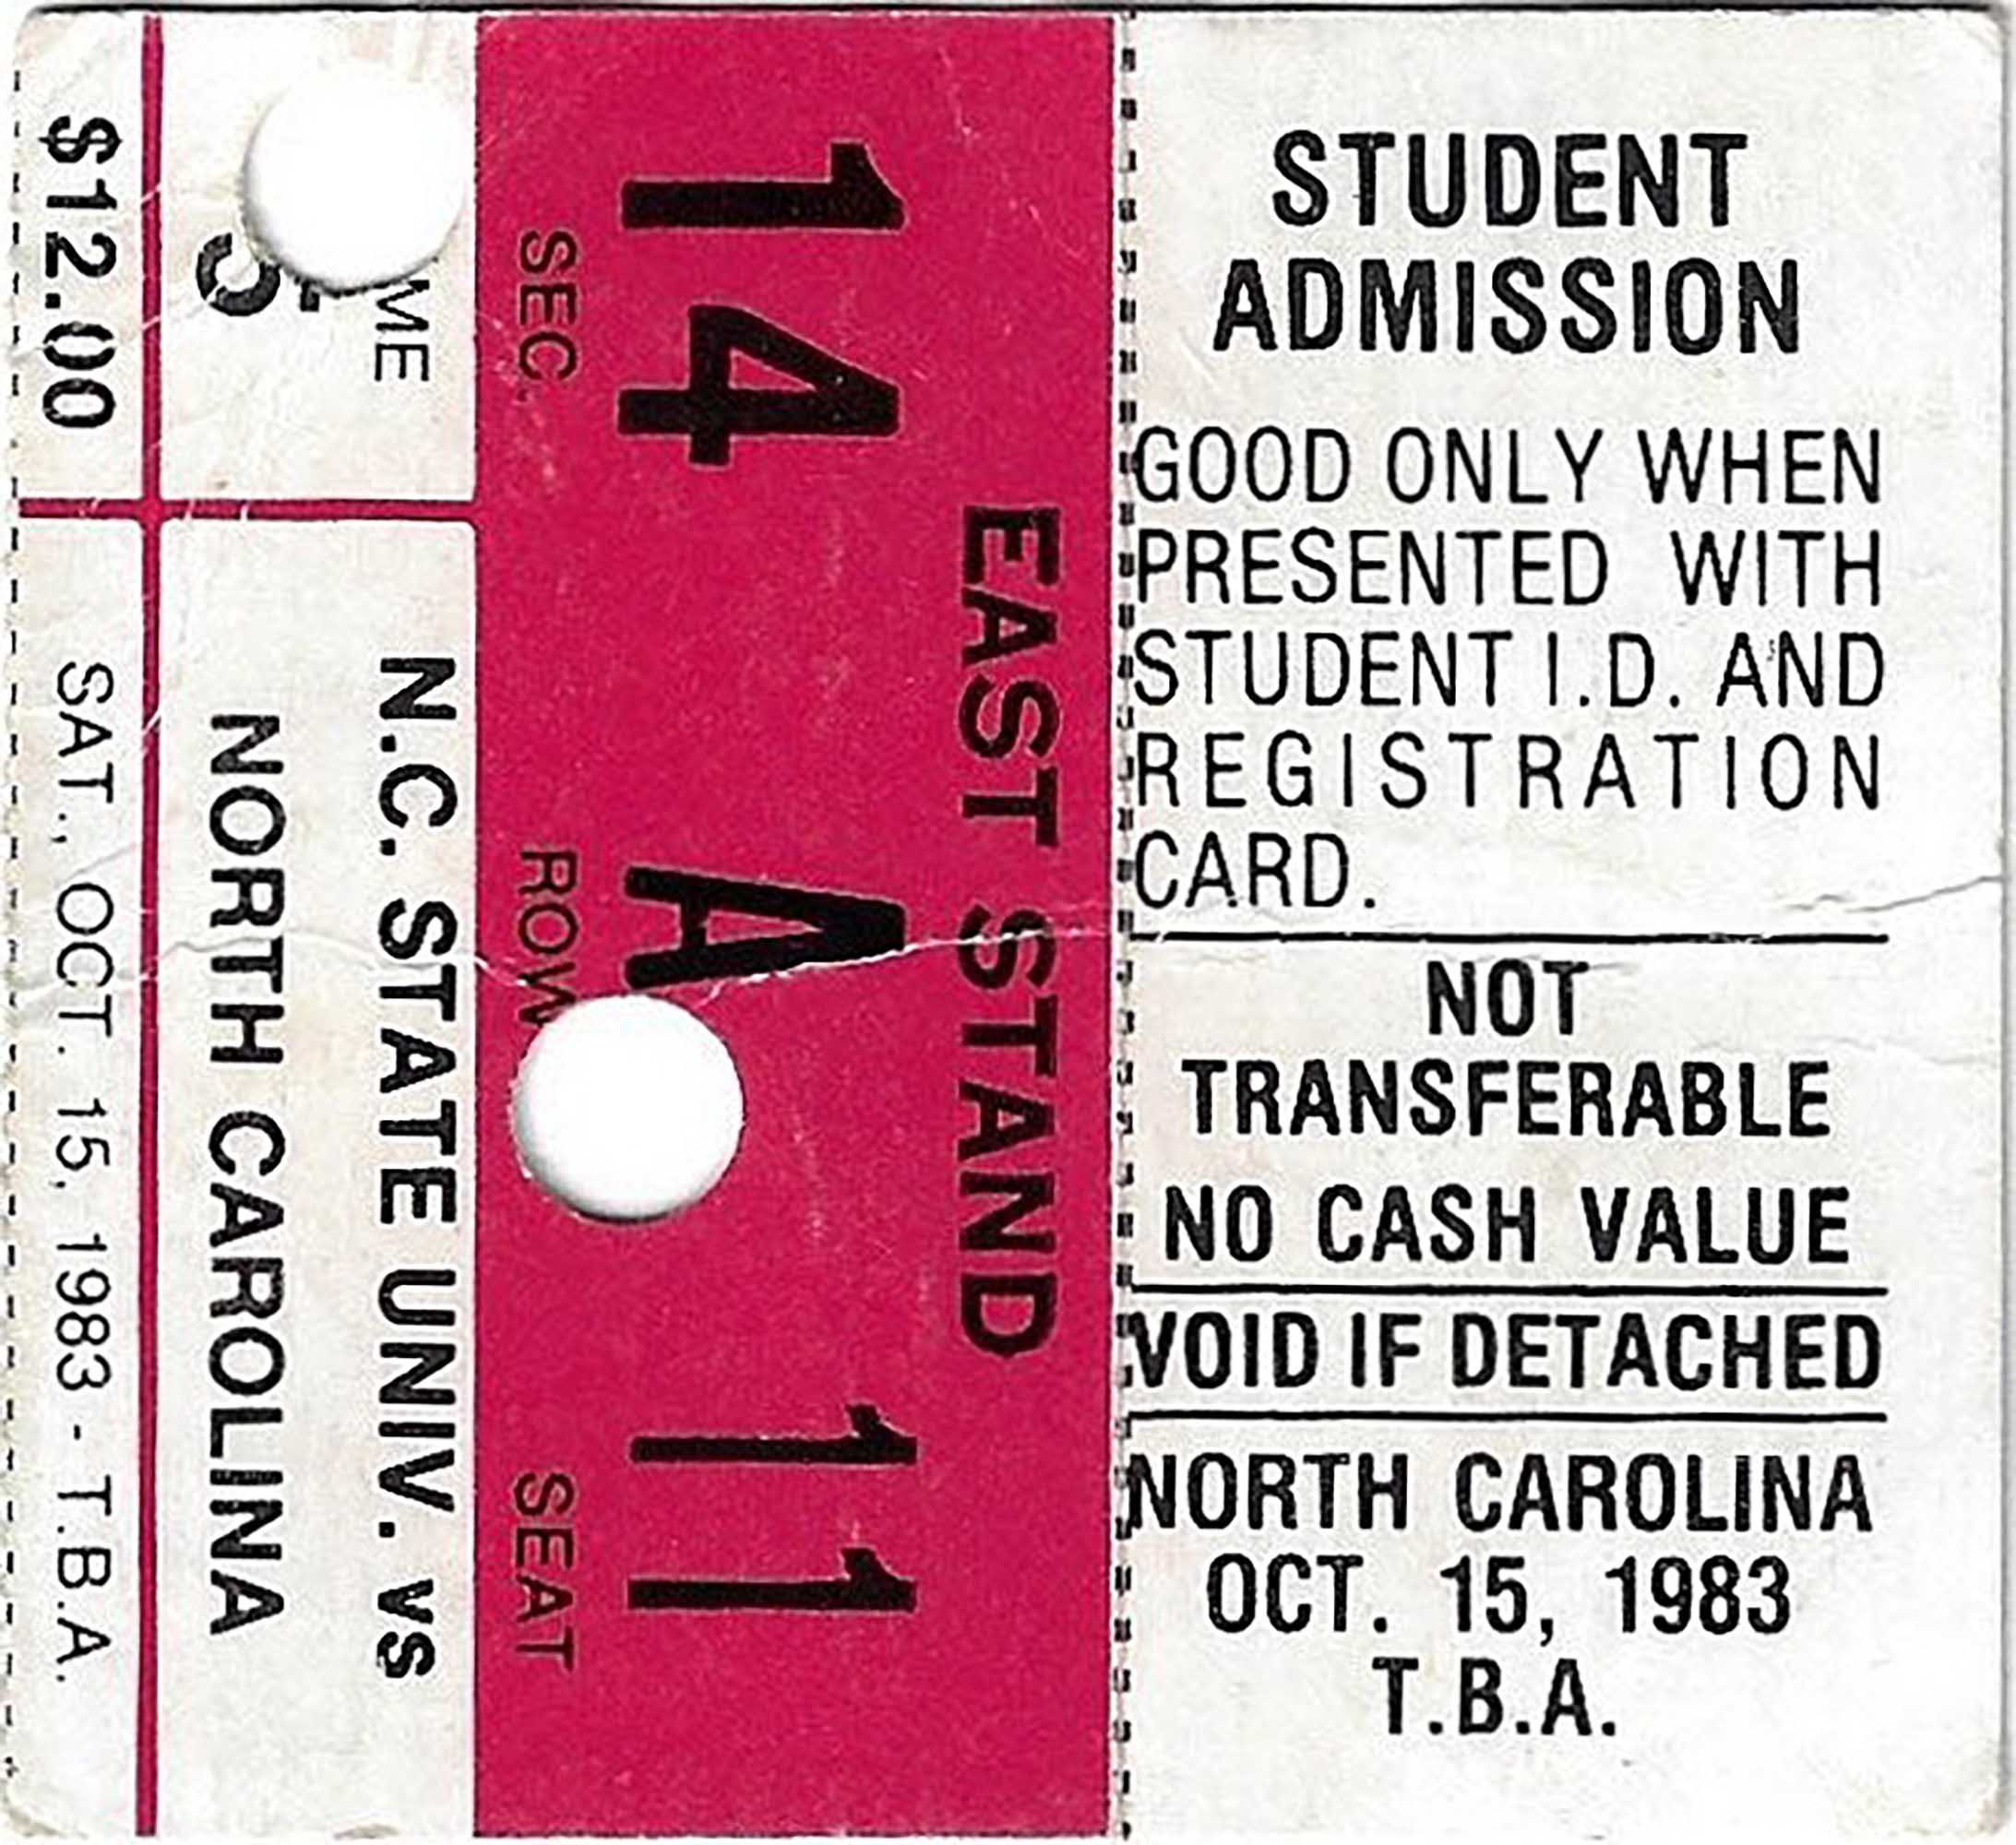 STUDENT
ADMISSION
GOOD ONLY WHEN
PRESENTED WITH
STUDENT I.D. AND
REGISTRATION
CARD.
NOT
TRANSFERABLE
NO CASH VALUE
VOID IF DETACHED
NORTH CAROLINA
OCT. 15, 1983
T.B.A.
EAST STAND
14 A 11
SEC. ROW SEAT
N.C. STATE UNIV. VS
NORTH CAROLINA
$12.00 SAT., OCT. 15, 1983 - T.B.A.